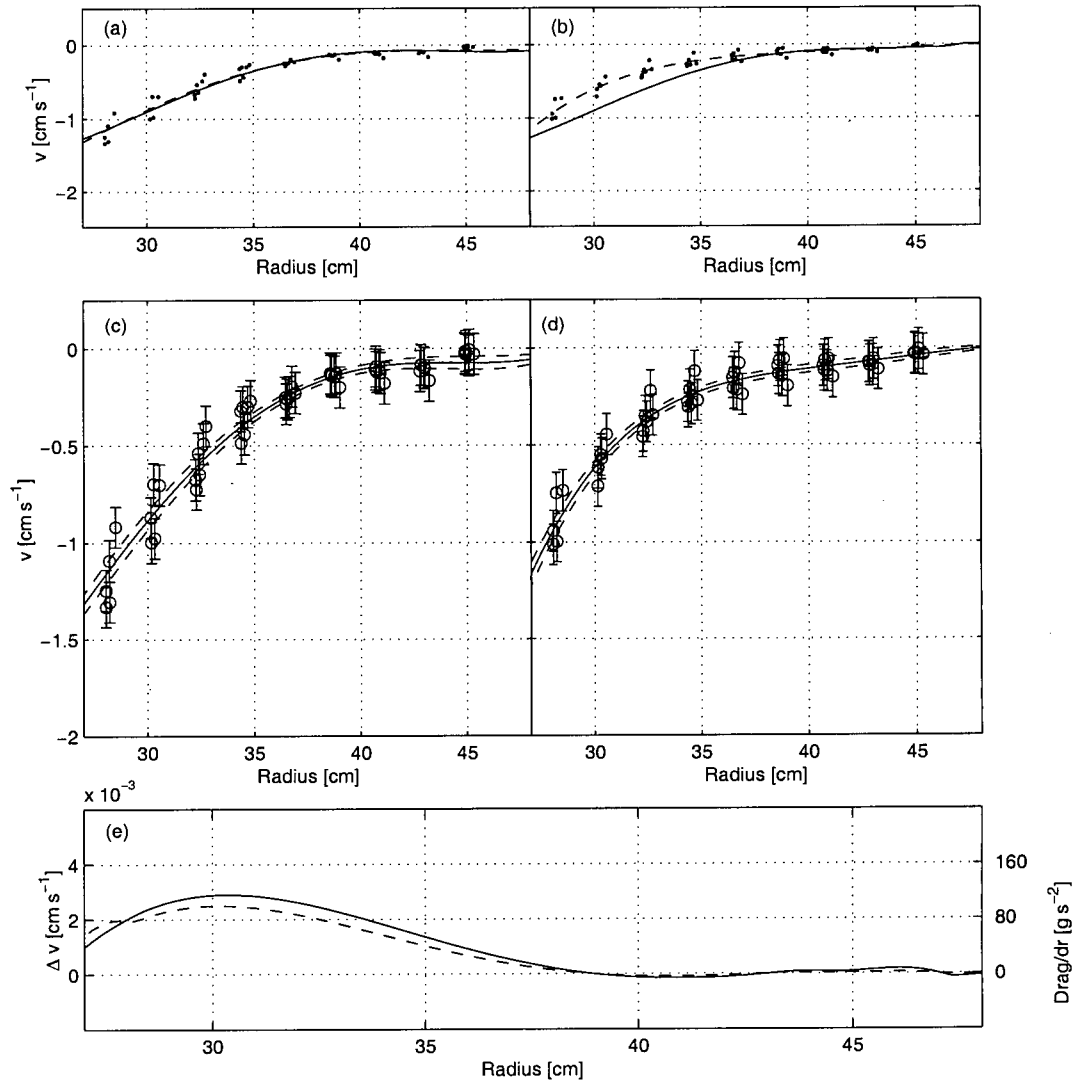 (a)
(b)
0
−1
−2
v [cm s⁻¹]
30
35
40
45
30
35
40
45
Radius [cm]
Radius [cm]
(c)
(d)
0
−0.5
−1
−1.5
−2
v [cm s⁻¹]
30
35
40
45
30
35
40
45
Radius [cm]
Radius [cm]
x 10⁻³
(e)
4
2
0
Δ v [cm s⁻¹]
160
80
0
Drag/dr [g s⁻²]
30
35
40
45
Radius [cm]